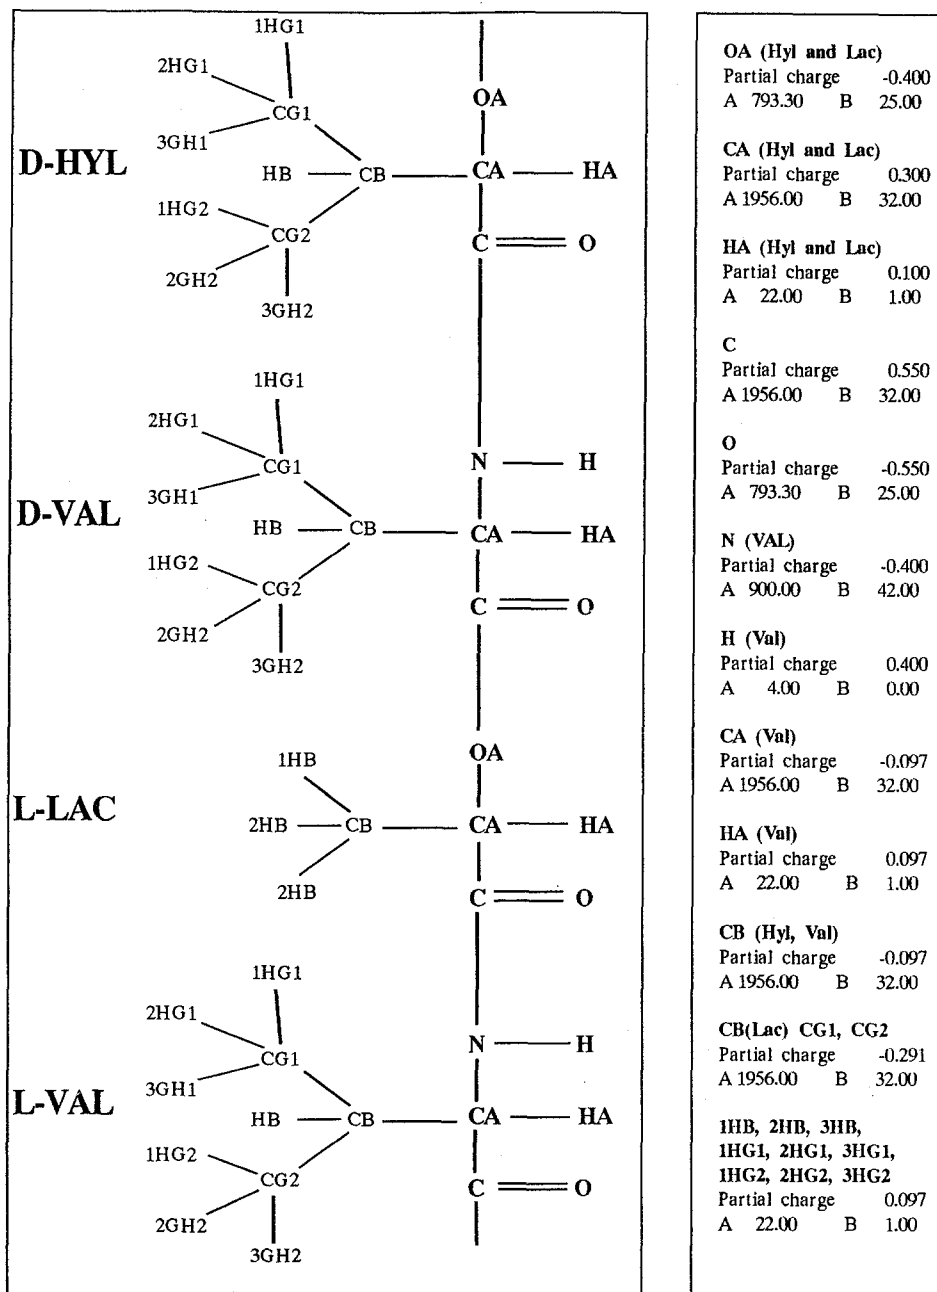 1HG1
2HG1
OA
CG1
3GH1
D-HYL
HB
CB
CA
HA
1HG2
CG2
C
O
2GH2
3GH2
1HG1
2HG1
CG1
N
H
3GH1
D-VAL
HB
CB
CA
HA
1HG2
CG2
C
O
2GH2
3GH2
1HB
OA
L-LAC
2HB
CB
CA
HA
2HB
C
O
1HG1
2HG1
CG1
N
H
3GH1
L-VAL
HB
CB
CA
HA
1HG2
CG2
C
O
2GH2
3GH2
OA (Hyl and Lac)
Partial charge -0.400
A 793.30 B 25.00
CA (Hyl and Lac)
Partial charge 0.300
A 1956.00 B 32.00
HA (Hyl and Lac)
Partial charge 0.100
A 22.00 B 1.00
C
Partial charge 0.550
A 1956.00 B 32.00
O
Partial charge -0.550
A 793.30 B 25.00
N (VAL)
Partial charge -0.400
A 900.00 B 42.00
H (Val)
Partial charge 0.400
A 4.00 B 0.00
CA (Val)
Partial charge -0.097
A 1956.00 B 32.00
HA (Val)
Partial charge 0.097
A 22.00 B 1.00
CB (Hyl, Val)
Partial charge -0.097
A 1956.00 B 32.00
CB(Lac) CG1, CG2
Partial charge -0.291
A 1956.00 B 32.00
1HB, 2HB, 3HB,
1HG1, 2HG1, 3HG1,
1HG2, 2HG2, 3HG2
Partial charge 0.097
A 22.00 B 1.00